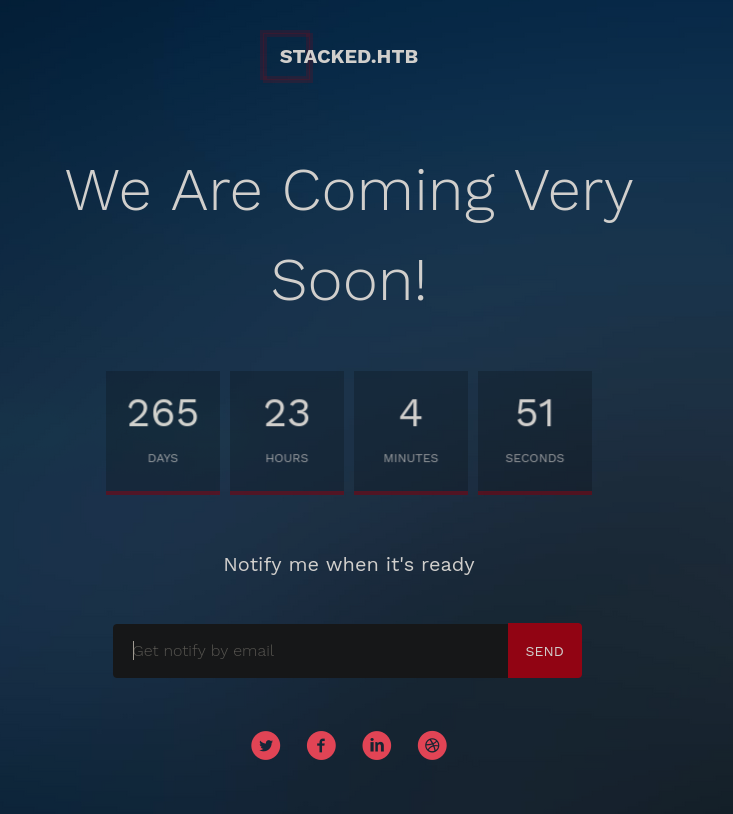 STACKED.HTB
We Are Coming Very
Soon!
265 23 4 51
DAYS HOURS MINUTES SECONDS
Notify me when it's ready
Get notify by email SEND